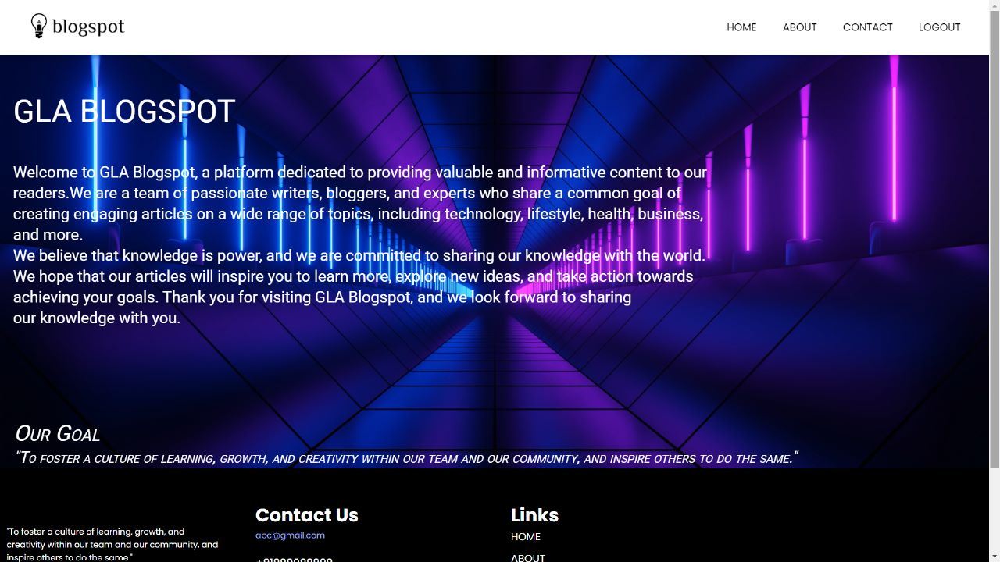 blogspot
HOME ABOUT CONTACT LOGOUT
GLA BLOGSPOT
Welcome to GLA Blogspot, a platform dedicated to providing valuable and informative content to our
readers.We are a team of passionate writers, bloggers, and experts who share a common goal of
creating engaging articles on a wide range of topics, including technology, lifestyle, health, business,
and more.
We believe that knowledge is power, and we are committed to sharing our knowledge with the world.
We hope that our articles will inspire you to learn more, explore new ideas, and take action towards
achieving your goals. Thank you for visiting GLA Blogspot, and we look forward to sharing
our knowledge with you.
Our Goal
"To foster a culture of learning, growth, and creativity within our team and our community, and inspire others to do the same."
"To foster a culture of learning, growth, and
creativity within our team and our community, and
inspire others to do the same."
Contact Us
abc@gmail.com
Links
HOME
ABOUT